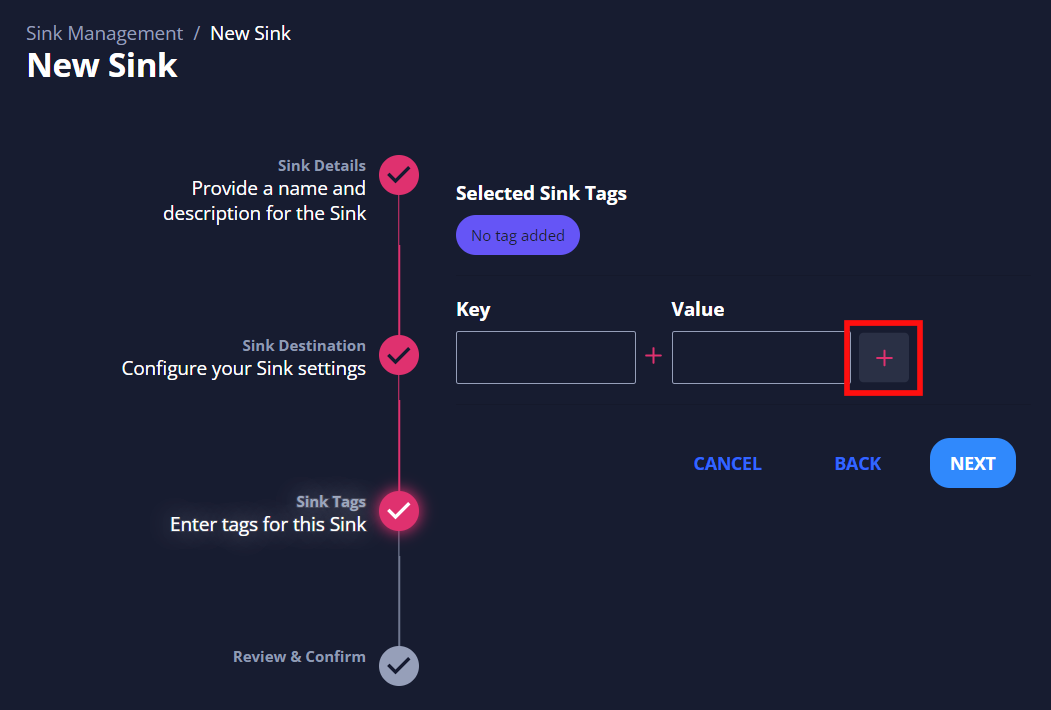 Sink Management / New Sink
New Sink
Sink Details
Provide a name and
description for the Sink
Sink Destination
Configure your Sink settings
Sink Tags
Enter tags for this Sink
Review & Confirm
Selected Sink Tags
No tag added
Key
Value
+
+
CANCEL
BACK
NEXT